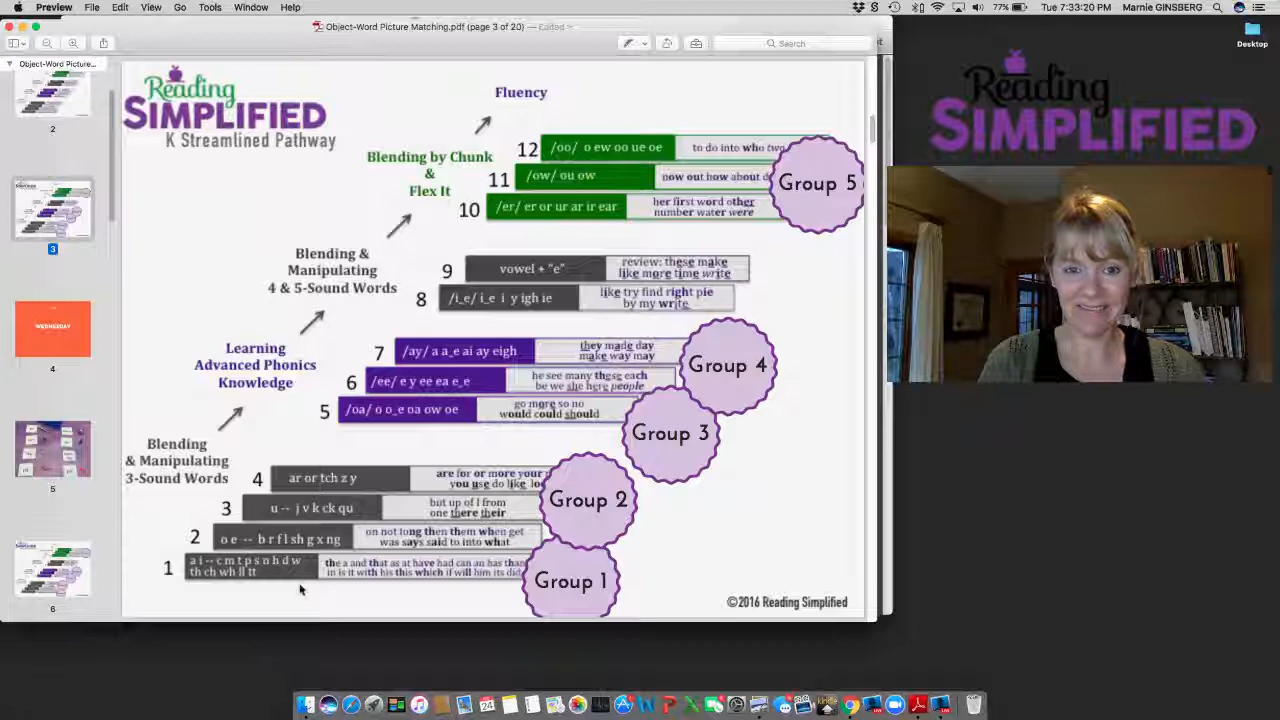 Preview File Edit View Go Tools Window Help
77% Tue 7:33:20 PM Marnie GINSBERG
Object-Word Picture Matching.pdf (page 3 of 20) — Edited
Search
Object-Word Picture...
2
3
4
WEDNESDAY
5
6
Desktop
Reading
SIMPLIFIED
Reading
SIMPLIFIED
K Streamlined Pathway
Fluency
Blending by Chunk
&
Flex It
12 /oo/ o ew oo ue oe to do into who two
11 /ow/ ou ow now out how about
10 /er/ er or ur ar ir ear her first word other
number water were
Group 5
Blending &
Manipulating
4 & 5-Sound Words
9 vowel + "e" review: these make
like more time write
8 /i_e/ i_e i y igh ie like try find right pie
by my write
Learning
Advanced Phonics
Knowledge
7 /ay/ a a_e ai ay eigh they made day
make way may
6 /ee/ e y ee ea e_e he see many these each
be we she here people
5 /oa/ o o_e oa ow oe go more so no
would could should
Group 4
Group 3
Blending
& Manipulating
3-Sound Words
4 ar or tch z y are for or more your
you use do like
3 u -- j v k ck qu but up of I from
one there their
2 o e -- b r f l sh g x ng on not long then them when get
was says said to into what
1 a i -- c m t p s n h d w
th ch wh ll tt
the a and that as at have had can an has than
in is it with his this which if will him its did
Group 2
Group 1
©2016 Reading Simplified